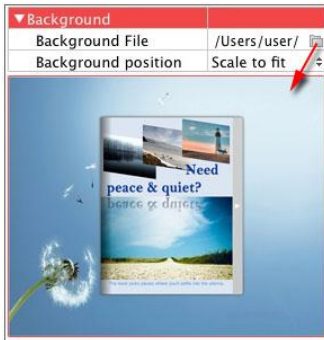 Background
Background File /Users/user/
Background position Scale to fit
Need
peace & quiet?